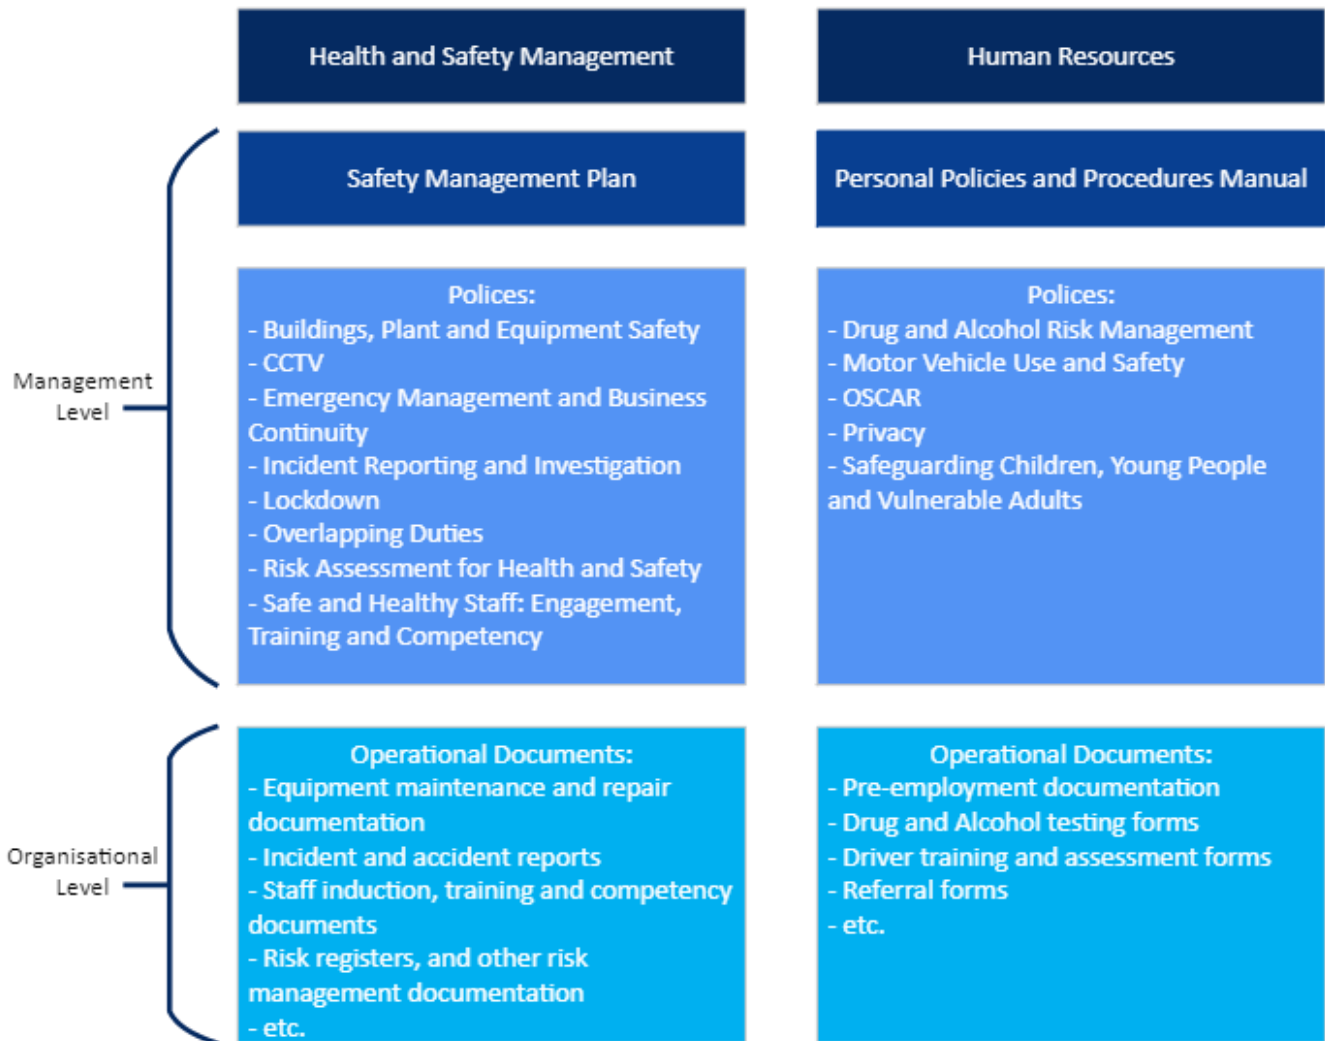 Health and Safety Management
Human Resources
Safety Management Plan
Personal Policies and Procedures Manual
Management
Level
Polices:
- Buildings, Plant and Equipment Safety
- CCTV
- Emergency Management and Business
Continuity
- Incident Reporting and Investigation
- Lockdown
- Overlapping Duties
- Risk Assessment for Health and Safety
- Safe and Healthy Staff: Engagement,
Training and Competency
Polices:
- Drug and Alcohol Risk Management
- Motor Vehicle Use and Safety
- OSCAR
- Privacy
- Safeguarding Children, Young People
and Vulnerable Adults
Organisational
Level
Operational Documents:
- Equipment maintenance and repair
documentation
- Incident and accident reports
- Staff induction, training and competency
documents
- Risk registers, and other risk
management documentation
- etc.
Operational Documents:
- Pre-employment documentation
- Drug and Alcohol testing forms
- Driver training and assessment forms
- Referral forms
- etc.